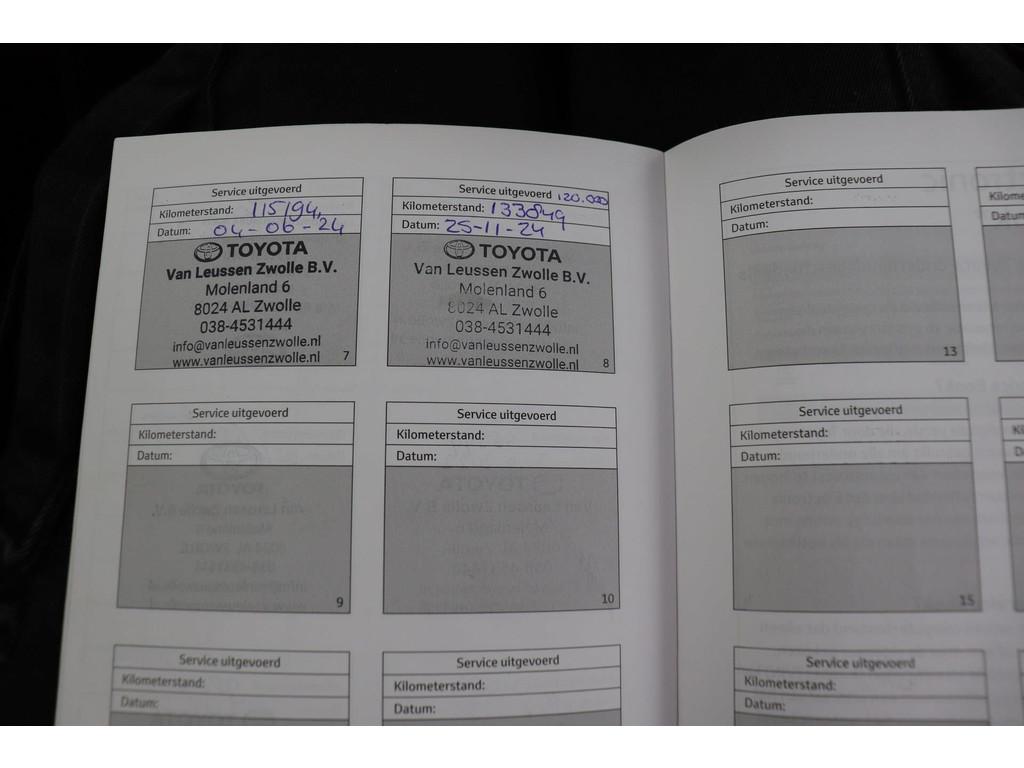 Service uitgevoerd
Kilometerstand: 115194,
Datum: 04-06-24
TOYOTA
Van Leussen Zwolle B.V.
Molenland 6
8024 AL Zwolle
038-4531444
info@vanleussenzwolle.nl
www.vanleussenzwolle.nl 7
Service uitgevoerd 120.000
Kilometerstand: 133849
Datum: 25-11-24
TOYOTA
Van Leussen Zwolle B.V.
Molenland 6
8024 AL Zwolle
038-4531444
info@vanleussenzwolle.nl
www.vanleussenzwolle.nl 8
Service uitgevoerd
Kilometerstand:
Datum:
9
Service uitgevoerd
Kilometerstand:
Datum:
10
Service uitgevoerd
Kilometerstand:
Datum:
Service uitgevoerd
Kilometerstand:
Datum:
Service uitgevoerd
Kilometerstand:
Datum:
13
Service uitgevoerd
Kilometerstand:
Datum:
15
Service uitgevoerd
Kilometerstand:
Datum: